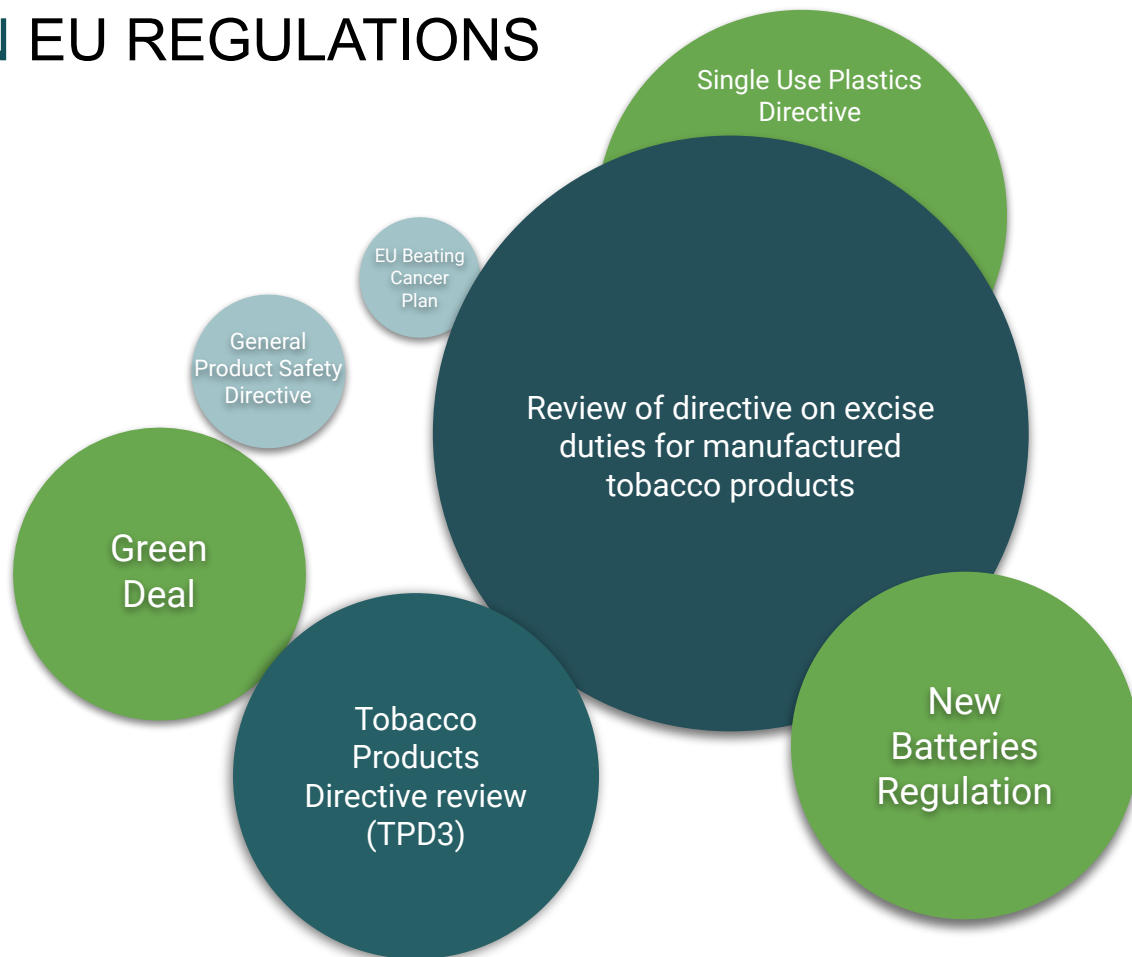 N EU REGULATIONS
Single Use Plastics
Directive
EU Beating
Cancer
Plan
General
Product Safety
Directive
Review of directive on excise
duties for manufactured
tobacco products
Green
Deal
Tobacco
Products
Directive review
(TPD3)
New
Batteries
Regulation